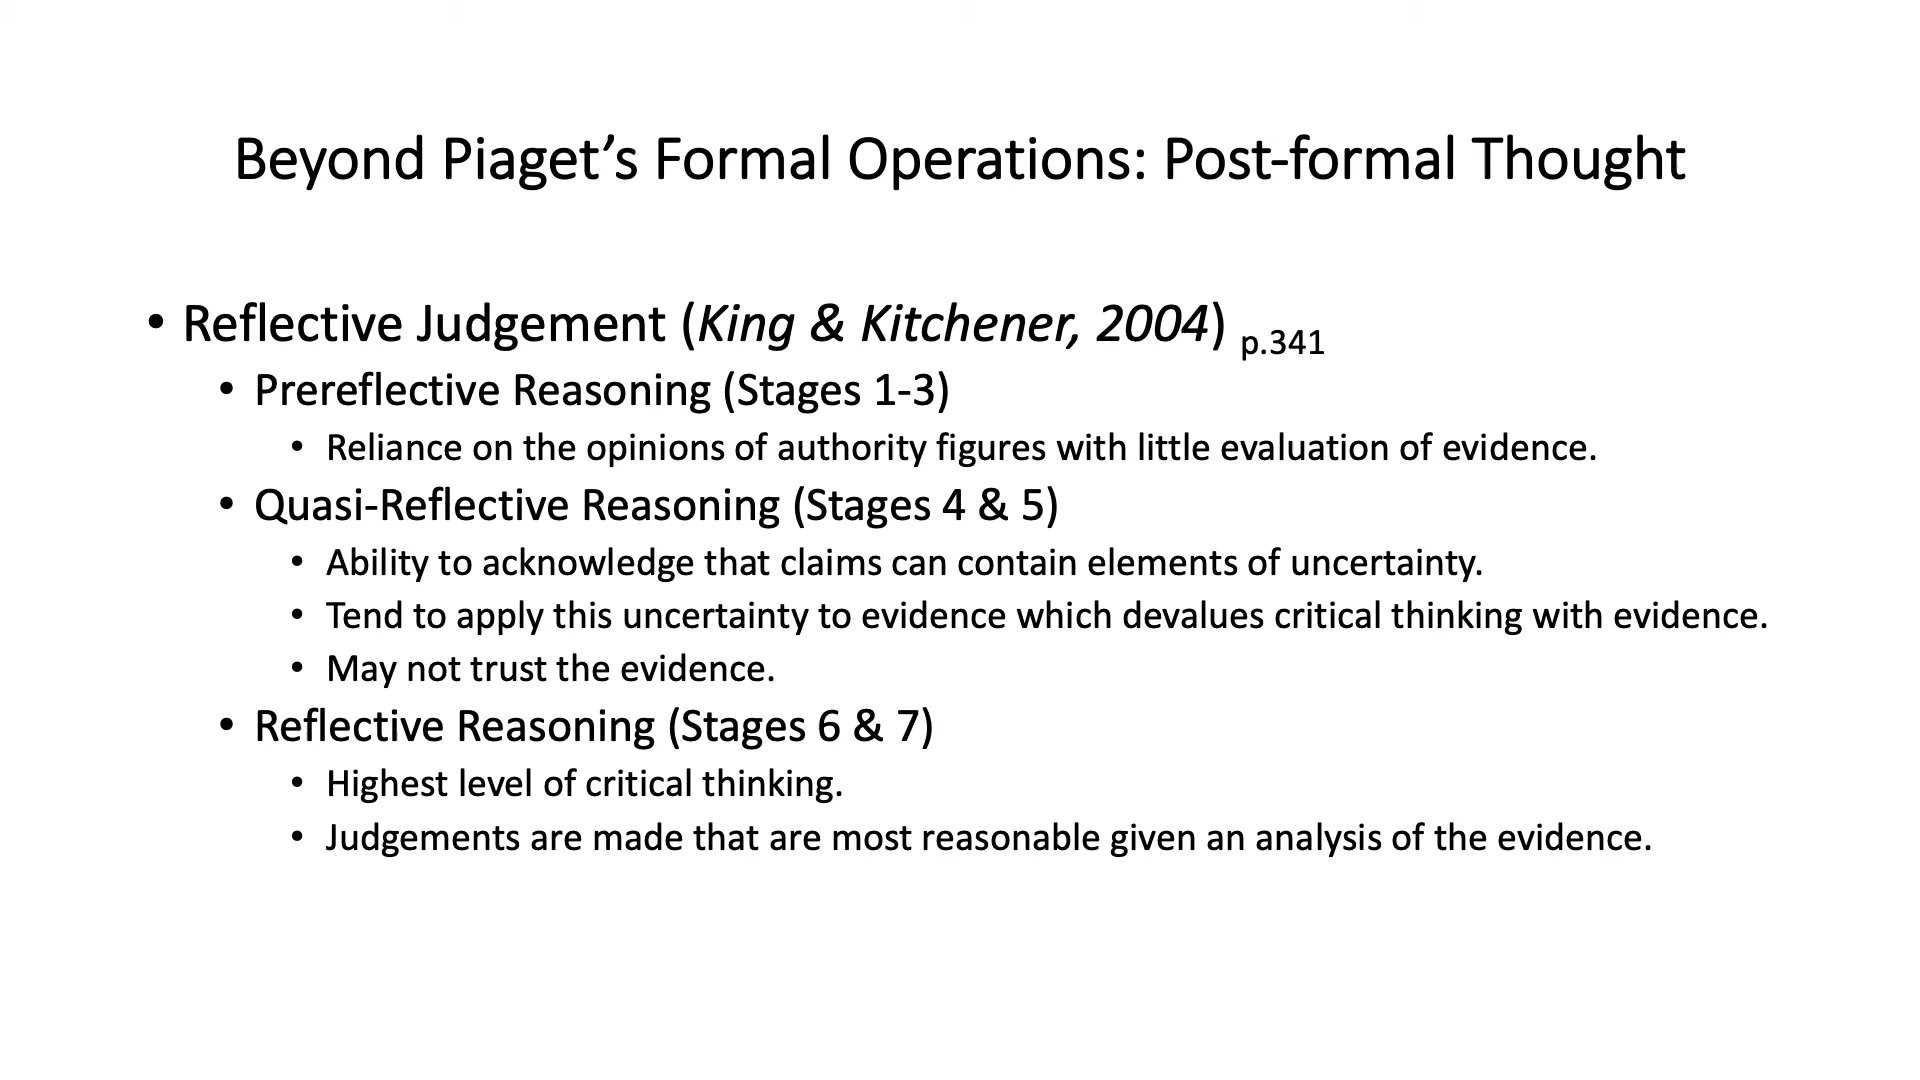 Beyond Piaget’s Formal Operations: Post-formal Thought
• Reflective Judgement (King & Kitchener, 2004) p.341
• Prereflective Reasoning (Stages 1-3)
• Reliance on the opinions of authority figures with little evaluation of evidence.
• Quasi-Reflective Reasoning (Stages 4 & 5)
• Ability to acknowledge that claims can contain elements of uncertainty.
• Tend to apply this uncertainty to evidence which devalues critical thinking with evidence.
• May not trust the evidence.
• Reflective Reasoning (Stages 6 & 7)
• Highest level of critical thinking.
• Judgements are made that are most reasonable given an analysis of the evidence.